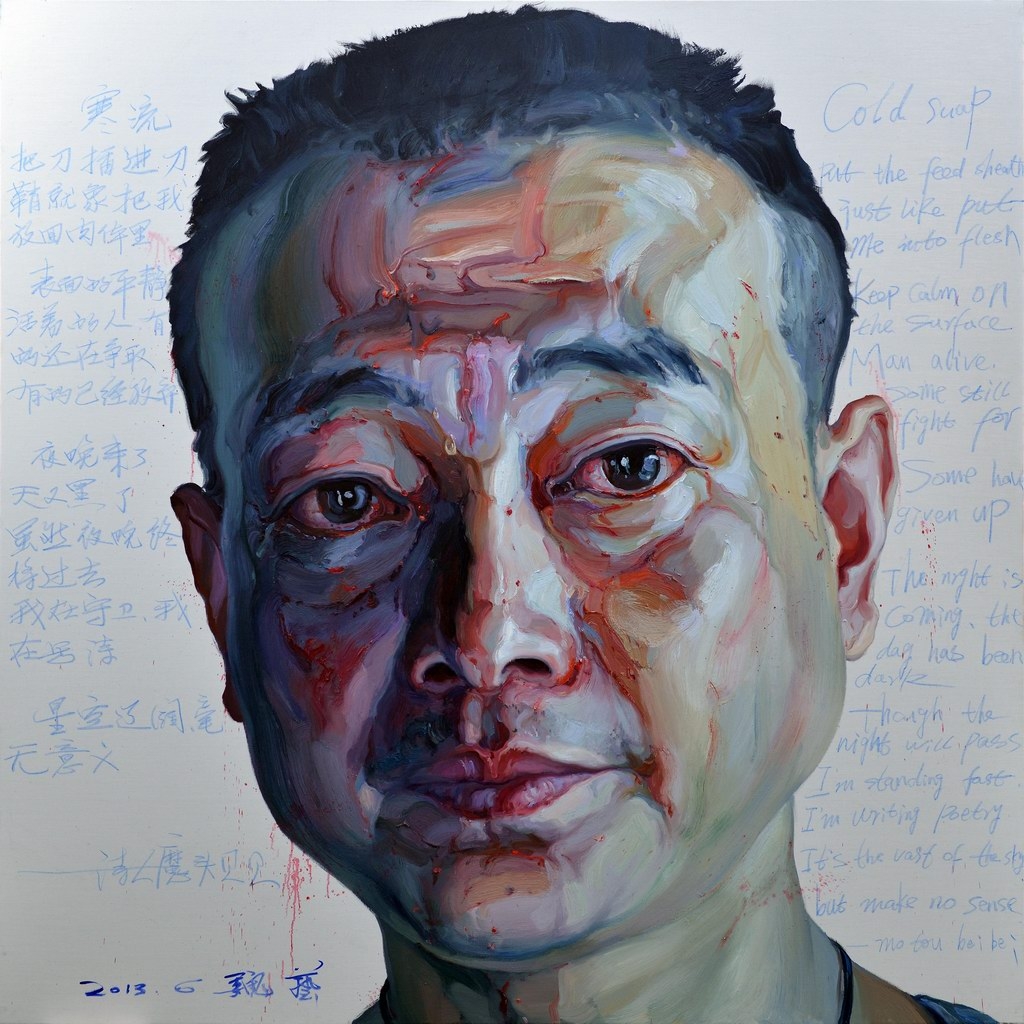 寒流
把刀插进刀
鞘就象把我
放回肉体里
表面的平静
活着的人,有
的还在争取
有的已经放弃
夜晚来了
天又黑了
虽然夜晚终
将过去
我在守卫,我
在写诗
星空辽阔,毫
无意义
——诗人魔头贝贝
2013.6
Cold snap
Put the feed sheath
just like put
me into flesh
Keep calm on
the surface
Man alive.
Some still
fight for
Some have
given up
The night is
coming, the
day has been
dark
Though the
night will pass
I'm standing fast.
I'm writing Poetry
It's the vast of the sky
but make no sense
— mo tou bei bei